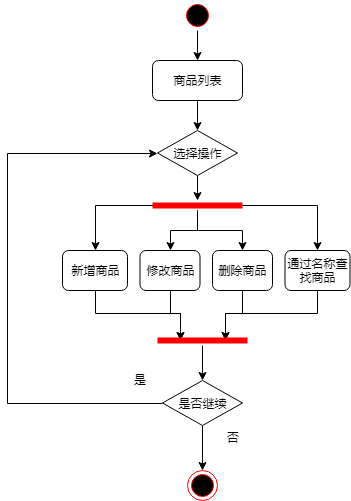 商品列表
选择操作
新增商品
修改商品
删除商品
通过名称查
找商品
是
是否继续
否